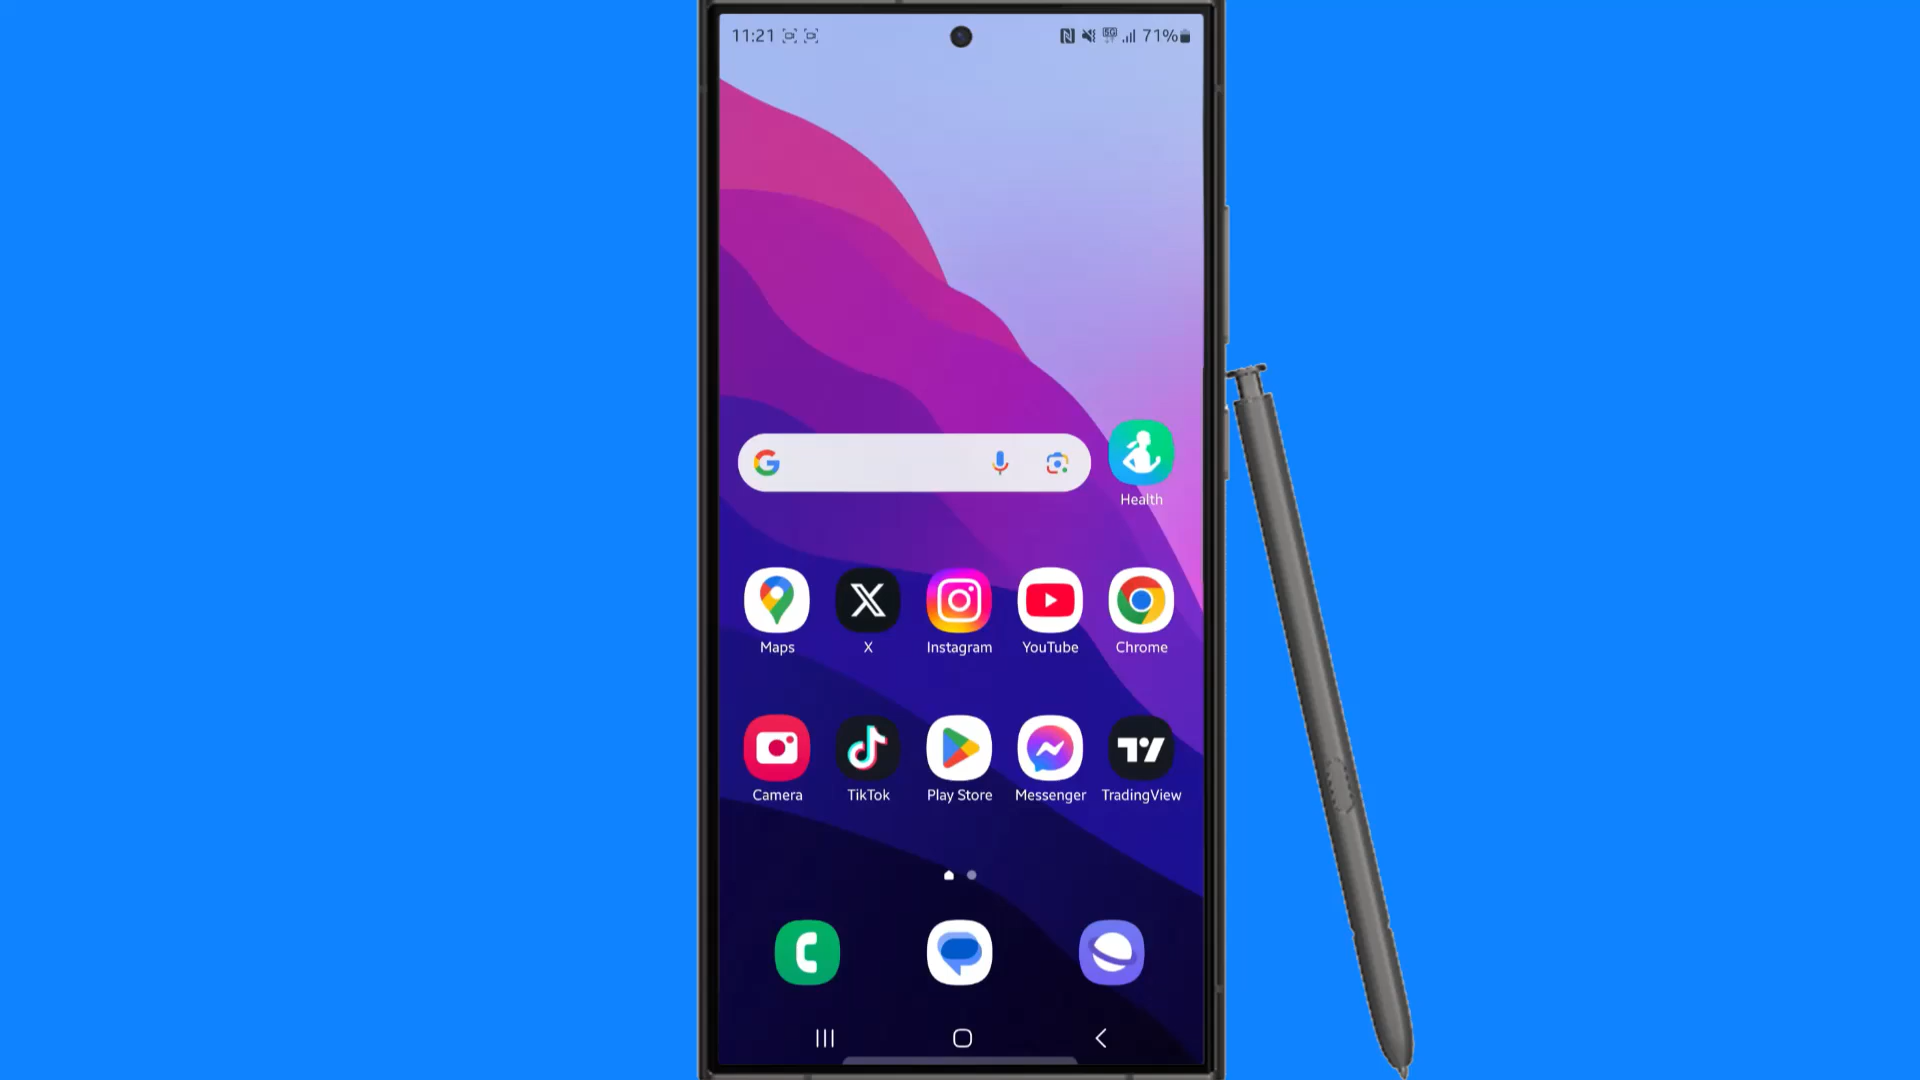 11:21 71%
Health
Maps X Instagram YouTube Chrome
Camera TikTok Play Store Messenger TradingView